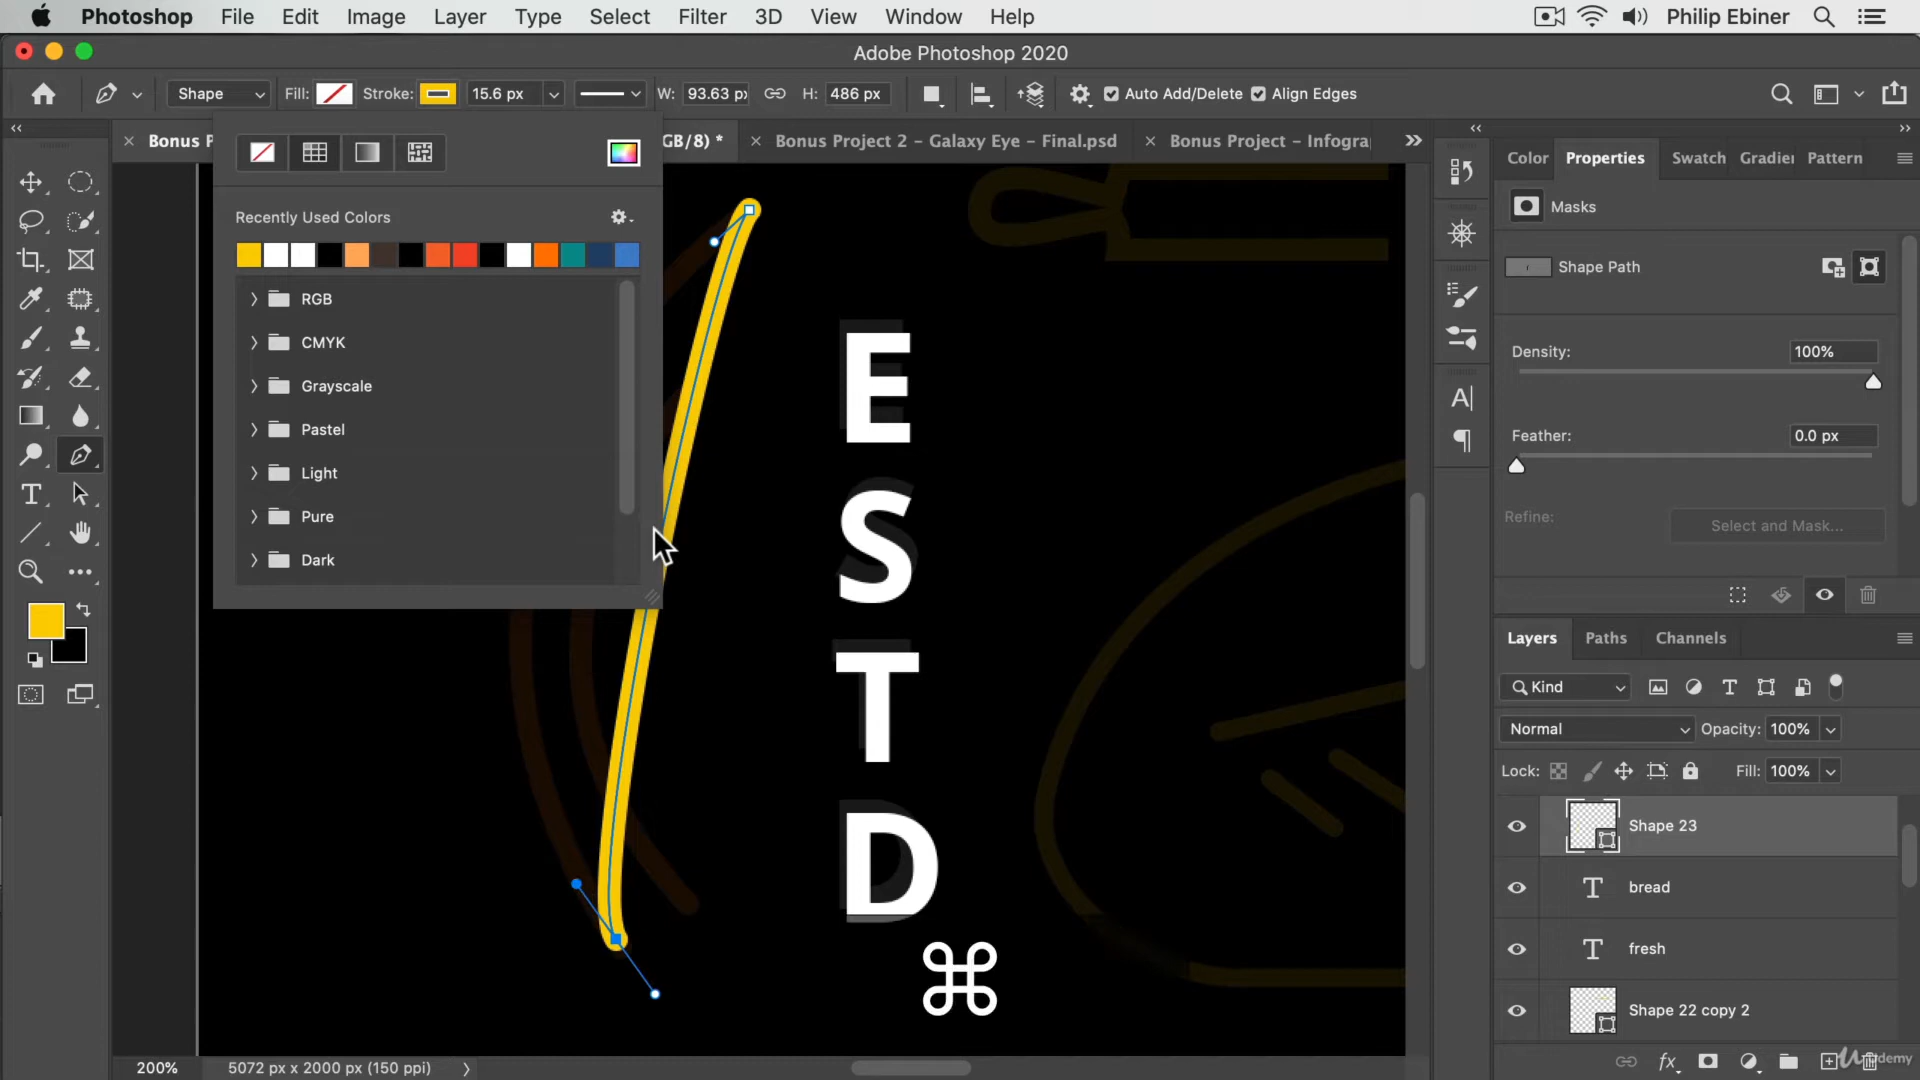 Photoshop File Edit Image Layer Type Select Filter 3D View Window Help Philip Ebiner
Adobe Photoshop 2020
Shape Fill: Stroke: 15.6 px W: 93.63 px H: 486 px Auto Add/Delete Align Edges
Bonus P GB/8) * Bonus Project 2 – Galaxy Eye – Final.psd Bonus Project – Infogra
Color Properties Swatch Gradie Pattern
Masks
Recently Used Colors
Shape Path
RGB
CMYK
Grayscale
Pastel
Light
Pure
Dark
E
S
T
D
⌘
Density: 100%
Feather: 0.0 px
Refine: Select and Mask...
Layers Paths Channels
Kind
Normal Opacity: 100%
Lock: Fill: 100%
Shape 23
bread
fresh
Shape 22 copy 2
200% 5072 px x 2000 px (150 ppi)